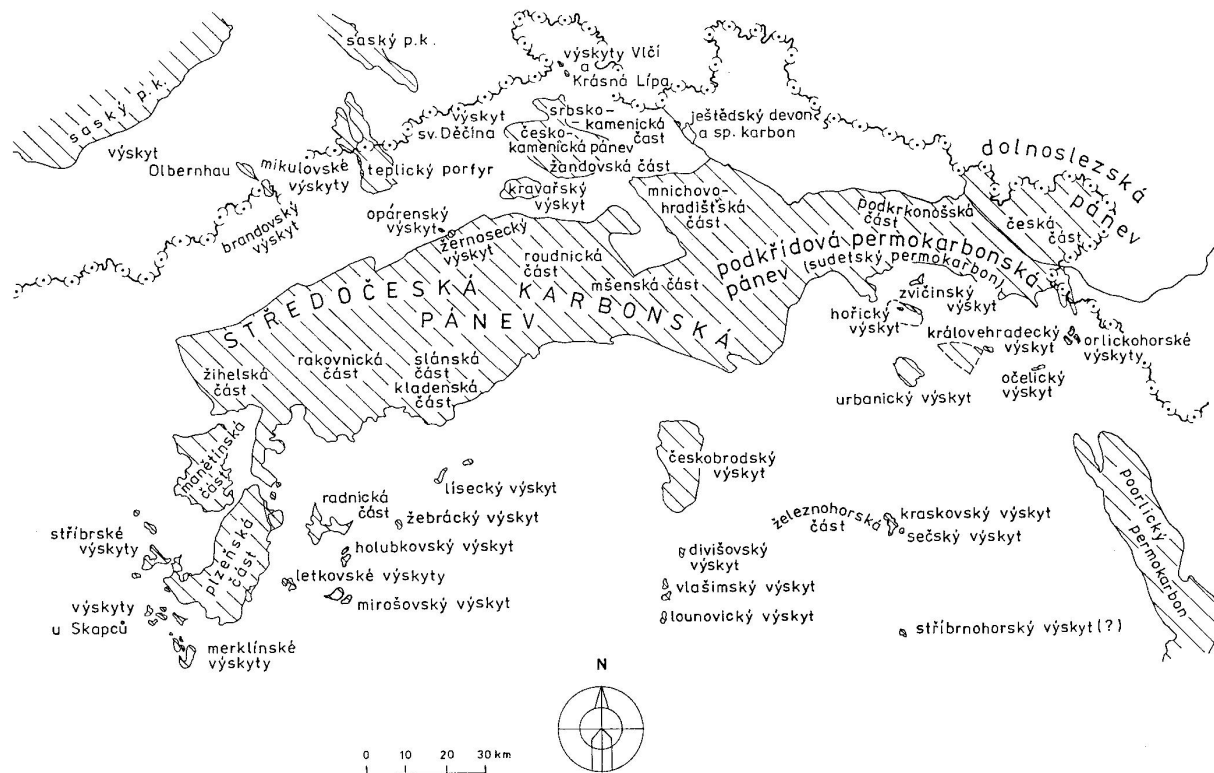 saský p.k.
saský p.k.
výskyty Vlčí
a
Krásná Lípa
výskyt
Olbernhau
mikulovské
výskyty
brandovský
výskyt
teplický porfyr
výskyt
sv. Děčína
srbsko-
-kamenická
část
česko-
kamenická pánev
žandovská část
ještědský devon
a sp. karbon
kravařský
výskyt
opárenský
výskyt
žernosecký
výskyt
mnichovo-
hradišťská
část
podkrkonošská
část
dolnoslezská
pánev
česká
část
podkřídová permokarbonská
pánev
(sudetský permokarbon)
roudnická
část
mšenská část
STŘEDOČESKÁ KARBONSKÁ
PÁNEV
zvičinský
výskyt
hořický
výskyt
královehradecký
výskyt
orlickohorské
výskyty
očelický
výskyt
urbanický výskyt
žihelská
část
rakovnická
část
slánská
část
kladenská
část
manětínská
část
českobrodský
výskyt
lísecký výskyt
radnická
část
žebrácký výskyt
holubkovský výskyt
stříbrské
výskyty
plzeňská
část
letkovské výskyty
mirošovský výskyt
výskyty
u Skapců
merklínské
výskyty
železnohorská
část
kraskovský výskyt
sečský výskyt
divišovský
výskyt
vlašimský výskyt
lounovický výskyt
stříbrnohorský výskyt (?)
poorlický
permokarbon
N
0 10 20 30 km